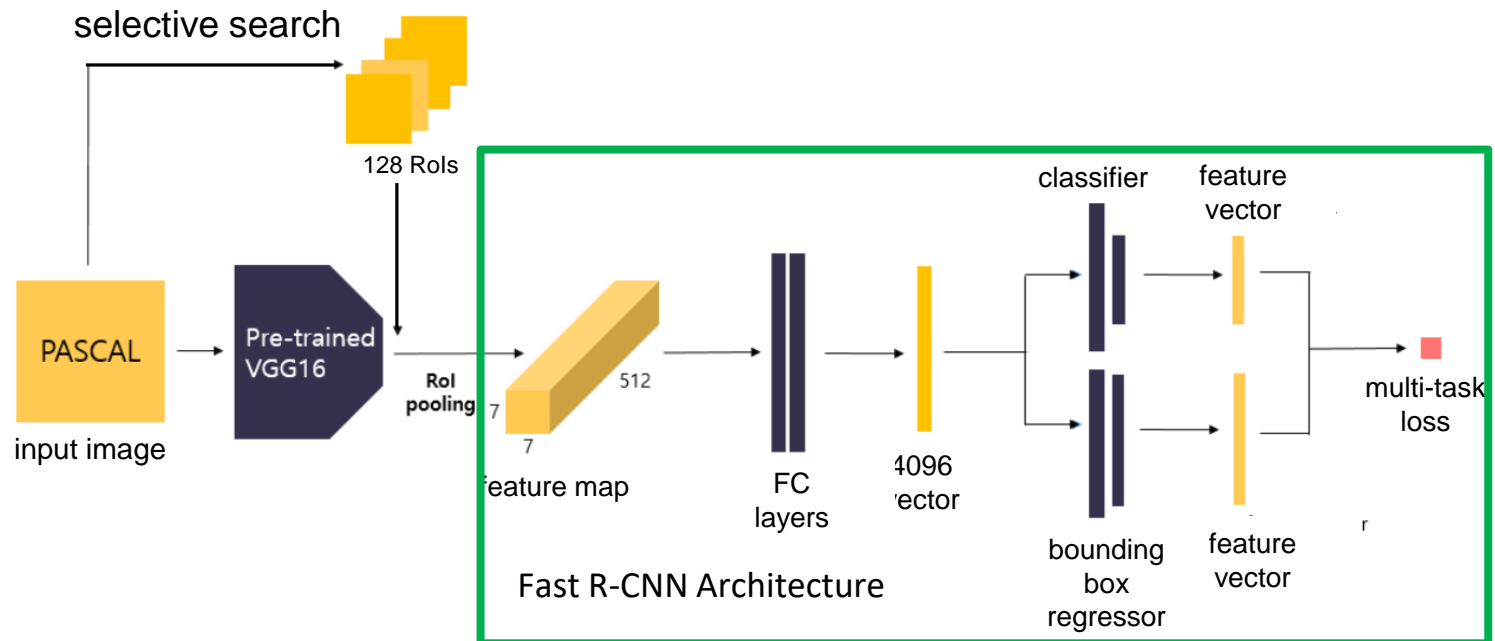 selective search
128 RoIs
PASCAL
input image
Pre-trained
VGG16
RoI
pooling
7
7
512
feature map
FC
layers
4096
vector
classifier
feature
vector
bounding
box
regressor
feature
vector
multi-task
loss
r
Fast R-CNN Architecture